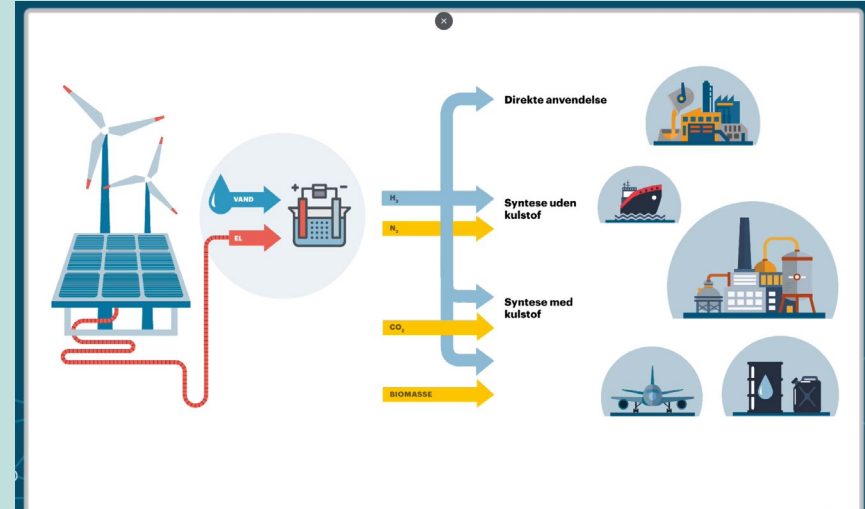 Direkte anvendelse
VAND
+ −
H₂
Syntese uden
kulstof
N₂
EL
Syntese med
kulstof
CO₂
BIOMASSE